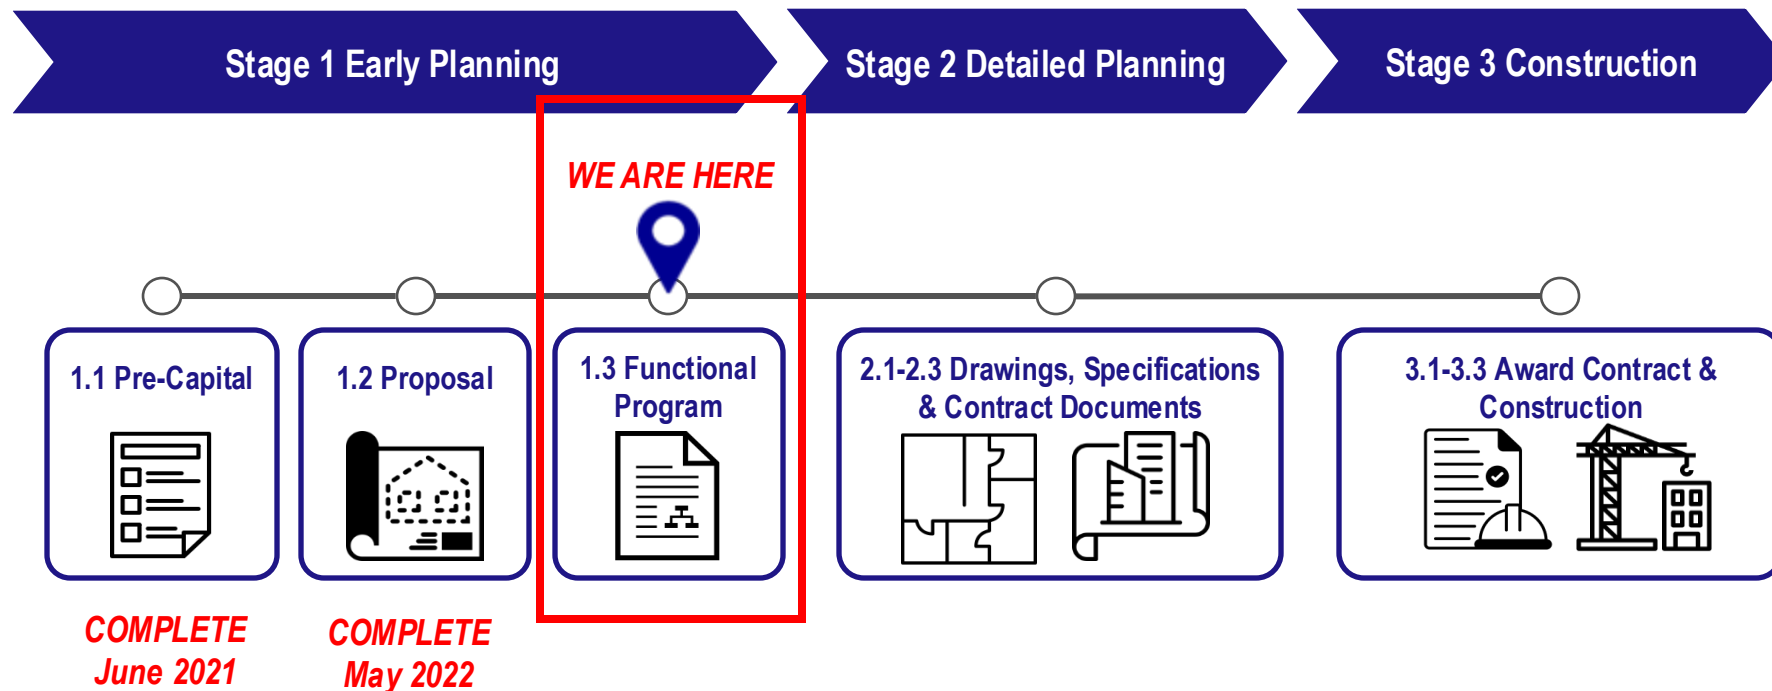 Stage 1 Early Planning
Stage 2 Detailed Planning
Stage 3 Construction
WE ARE HERE
1.1 Pre-Capital
1.2 Proposal
1.3 Functional
Program
2.1-2.3 Drawings, Specifications
& Contract Documents
3.1-3.3 Award Contract &
Construction
COMPLETE
June 2021
COMPLETE
May 2022